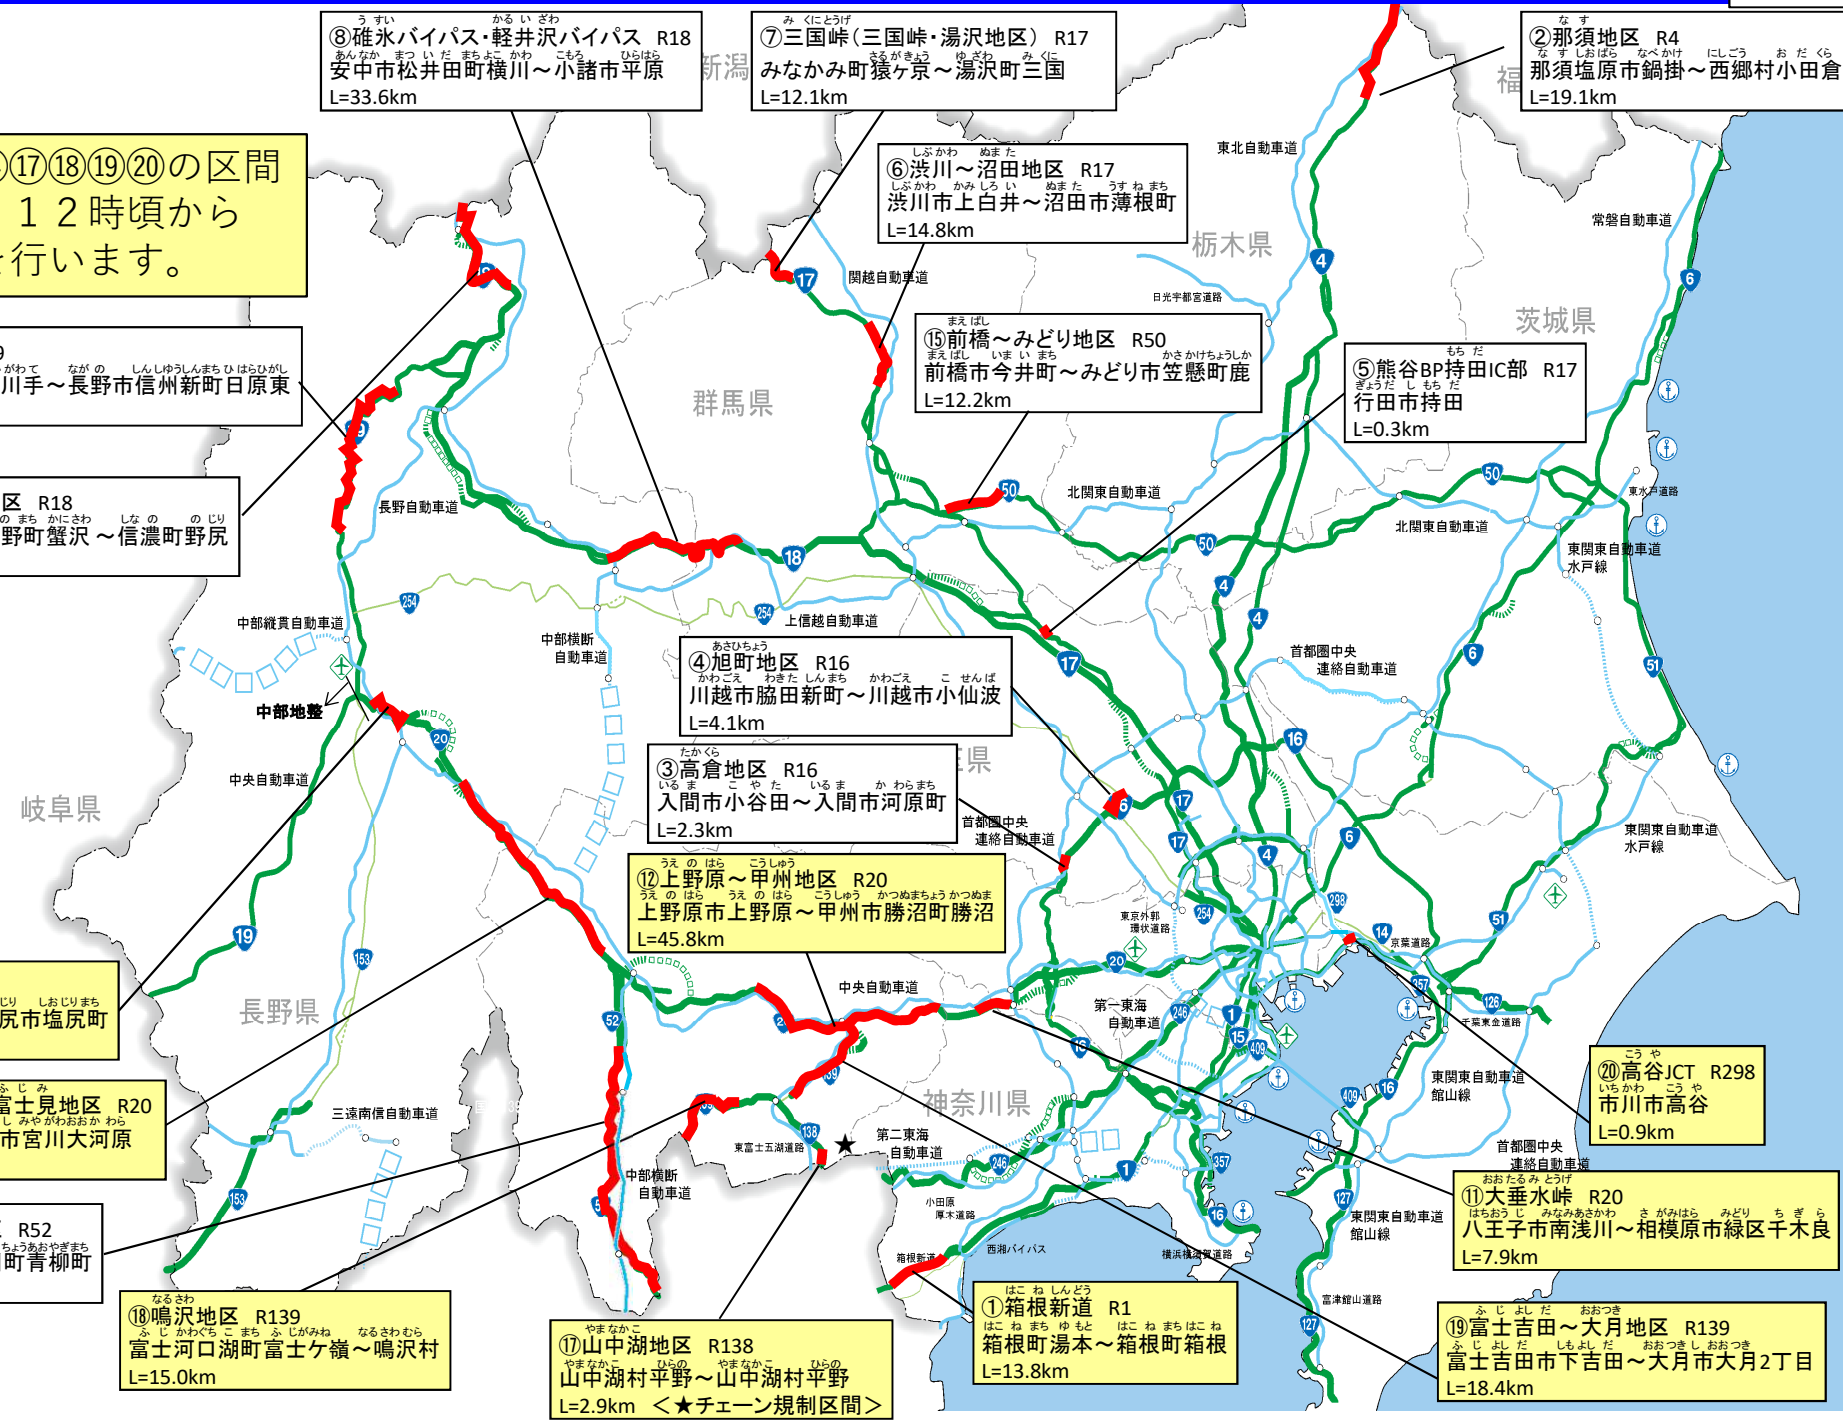 ⑧碓氷バイパス・軽井沢バイパス R18
安中市松井田町横川～小諸市平原
L=33.6km
⑦三国峠(三国峠・湯沢地区) R17
みなかみ町猿ヶ京～湯沢町三国
L=12.1km
②那須地区 R4
那須塩原市鍋掛～西郷村小田倉
L=19.1km
新潟
福
⑰⑱⑲⑳の区間
１２時頃から
を行います。
⑥渋川～沼田地区 R17
渋川市上白井～沼田市薄根町
L=14.8km
東北自動車道
常磐自動車道
栃木県
関越自動車道
日光宇都宮道路
茨城県
⑮前橋～みどり地区 R50
前橋市今井町～みどり市笠懸町鹿
L=12.2km
⑤熊谷BP持田IC部 R17
行田市持田
L=0.3km
9
川手～長野市信州新町日原東
群馬県
区 R18
野町蟹沢～信濃町野尻
長野自動車道
北関東自動車道
北関東自動車道
東水戸道路
東関東自動車道
水戸線
中部縦貫自動車道
中部横断
自動車道
上信越自動車道
④旭町地区 R16
川越市脇田新町～川越市小仙波
L=4.1km
首都圏中央
連絡自動車道
中部地整
③高倉地区 R16
入間市小谷田～入間市河原町
L=2.3km
県
中央自動車道
岐阜県
首都圏中央
連絡自動車道
東関東自動車道
水戸線
⑫上野原～甲州地区 R20
上野原市上野原～甲州市勝沼町勝沼
L=45.8km
東京外郭
環状道路
京葉道路
長野県
尻市塩尻町
中央自動車道
第一東海
自動車道
千葉東金道路
富士見地区 R20
市宮川大河原
三遠南信自動車道
神奈川県
東富士五湖道路
★
第二東海
自動車道
東関東自動車道
館山線
⑳高谷JCT R298
市川市高谷
L=0.9km
首都圏中央
連絡自動車道
中部横断
自動車道
小田原
厚木道路
⑪大垂水峠 R20
八王子市南浅川～相模原市緑区千木良
L=7.9km
R52
町青柳町
東関東自動車道
館山線
西湘バイパス
横浜横須賀道路
箱根新道
富津館山道路
⑱鳴沢地区 R139
富士河口湖町富士ケ嶺～鳴沢村
L=15.0km
⑰山中湖地区 R138
山中湖村平野～山中湖村平野
L=2.9km ＜★チェーン規制区間＞
①箱根新道 R1
箱根町湯本～箱根町箱根
L=13.8km
⑲富士吉田～大月地区 R139
富士吉田市下吉田～大月市大月2丁目
L=18.4km